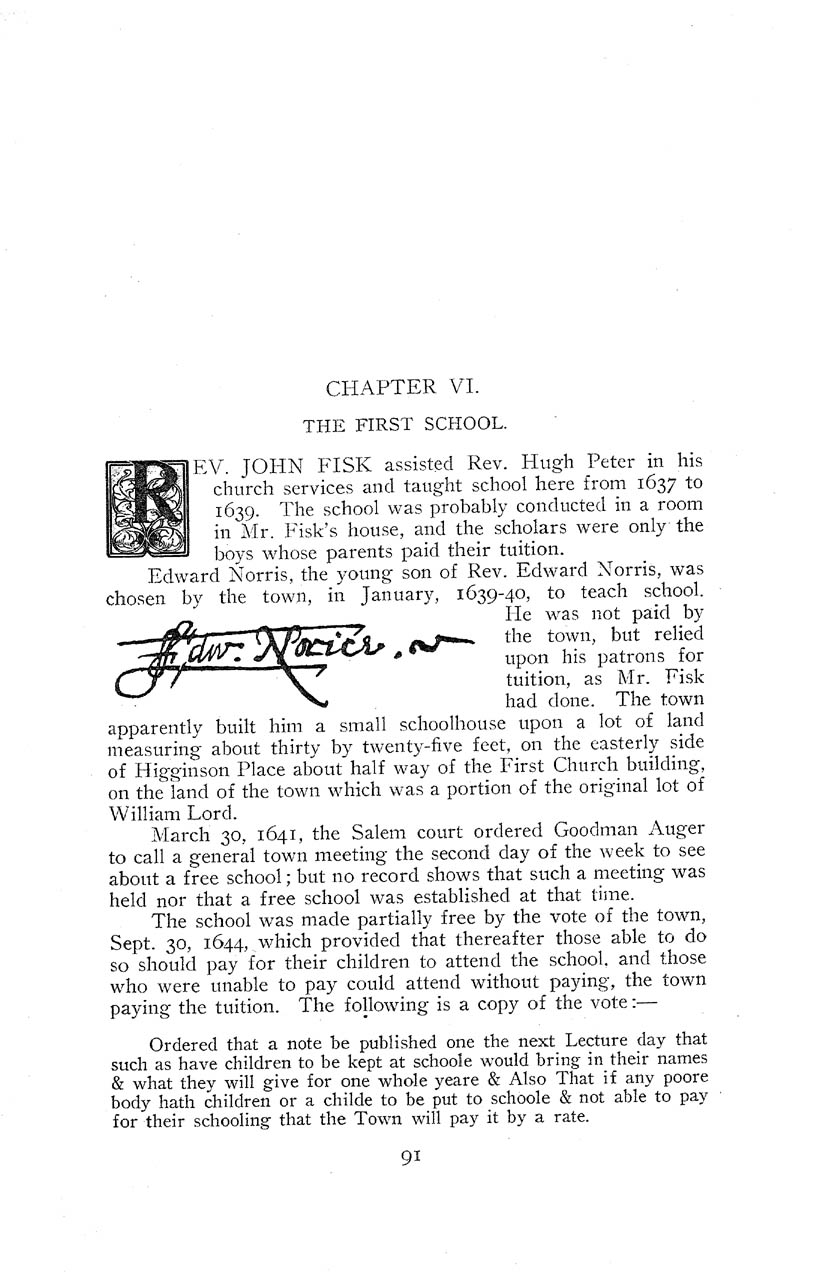 CHAPTER VI.
THE FIRST SCHOOL.
REV. JOHN FISK assisted Rev. Hugh Peter in his
church services and taught school here from 1637 to
1639. The school was probably conducted in a room
in Mr. Fisk's house, and the scholars were only the
boys whose parents paid their tuition.
Edward Norris, the young son of Rev. Edward Norris, was
chosen by the town, in January, 1639-40, to teach school.
He was not paid by
the town, but relied
upon his patrons for
tuition, as Mr. Fisk
had done. The town
Edw: Norice.
apparently built him a small schoolhouse upon a lot of land
measuring about thirty by twenty-five feet, on the easterly side
of Higginson Place about half way of the First Church building,
on the land of the town which was a portion of the original lot of
William Lord.
March 30, 1641, the Salem court ordered Goodman Auger
to call a general town meeting the second day of the week to see
about a free school; but no record shows that such a meeting was
held nor that a free school was established at that time.
The school was made partially free by the vote of the town,
Sept. 30, 1644, which provided that thereafter those able to do
so should pay for their children to attend the school, and those
who were unable to pay could attend without paying, the town
paying the tuition. The following is a copy of the vote:—
Ordered that a note be published one the next Lecture day that
such as have children to be kept at schoole would bring in their names
& what they will give for one whole yeare & Also That if any poore
body hath children or a childe to be put to schoole & not able to pay
for their schooling that the Town will pay it by a rate.
91